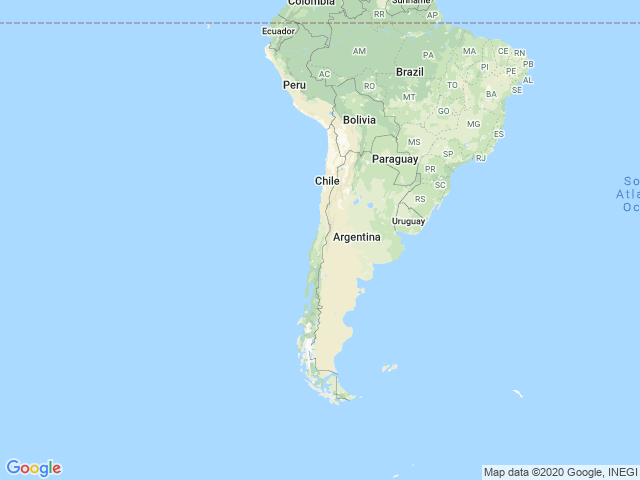 Colombia
Suriname
RR
AP
Ecuador
AM
PA
MA
CE
RN
PB
PI
PE
AL
AC
Brazil
TO
SE
Peru
RO
BA
MT
GO
Bolivia
MG
ES
MS
SP
RJ
Paraguay
PR
Chile
SC
RS
So
Atla
Oc
Uruguay
Argentina
Google
Map data ©2020 Google, INEGI